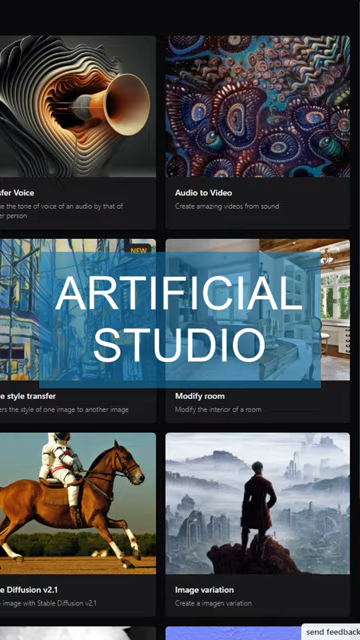 sfer Voice
ge the tone of voice of an audio by that of
er person
Audio to Video
Create amazing videos from sound
NEW
ARTIFICIAL
STUDIO
e style transfer
ers the style of one image to another image
Modify room
Modify the interior of a room
e Diffusion v2.1
image with Stable Diffusion v2.1
Image variation
Create a imagen variation
send feedback